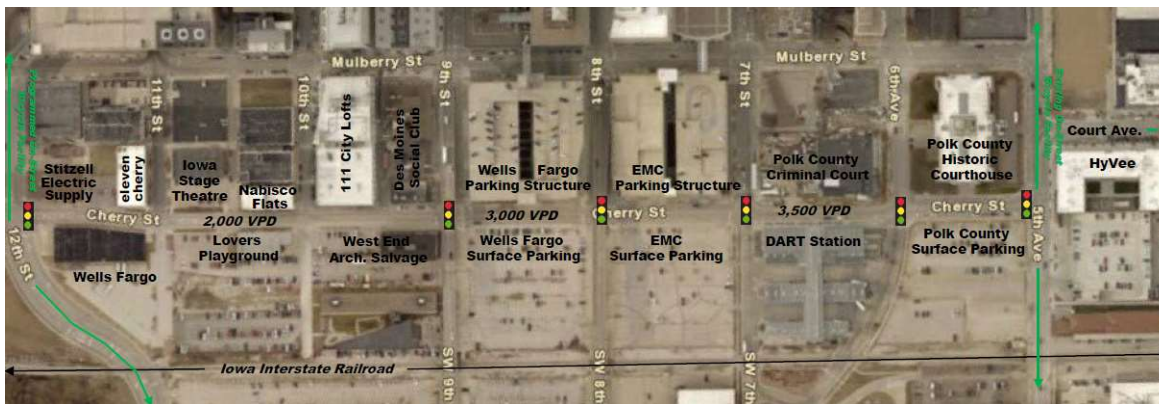 Mulberry St
Mulberry St
11th St
10th St
9th St
8th St
7th St
6th Ave
Court Ave.
HyVee
Stitzell
Electric
Supply
eleven
cherry
Iowa
Stage
Theatre
Nabisco
Flats
111 City Lofts
Des Moines
Social Club
Wells Fargo
Parking Structure
EMC
Parking Structure
Polk County
Criminal Court
Polk County
Historic
Courthouse
Cherry St
2,000 VPD
3,000 VPD
Cherry St
3,500 VPD
Cherry St
12th St
Wells Fargo
Lovers
Playground
West End
Arch. Salvage
Wells Fargo
Surface Parking
EMC
Surface Parking
DART Station
Polk County
Surface Parking
5th Ave
Iowa Interstate Railroad
SW 9th
SW 8th
SW 7th